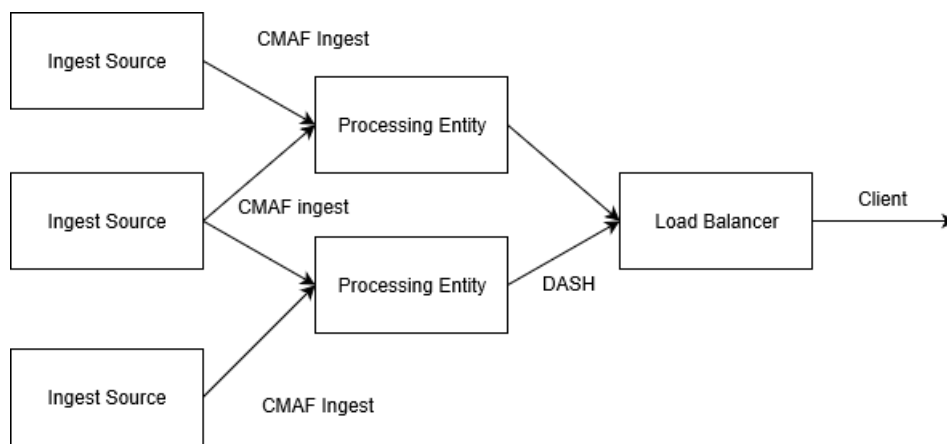 CMAF Ingest
Ingest Source
Processing Entity
Ingest Source
CMAF ingest
Load Balancer
Client
Processing Entity
DASH
Ingest Source
CMAF Ingest